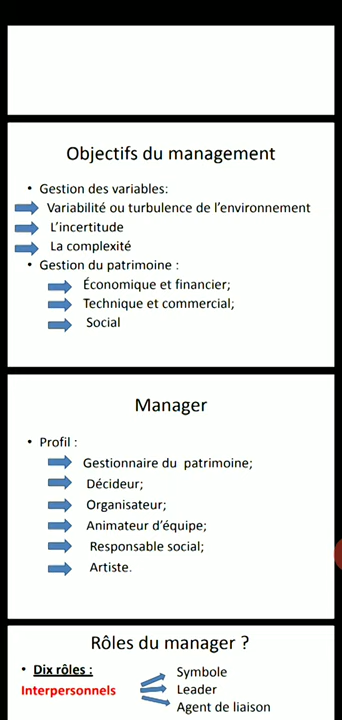 Objectifs du management
• Gestion des variables:
Variabilité ou turbulence de l'environnement
L'incertitude
La complexité
• Gestion du patrimoine :
Économique et financier;
Technique et commercial;
Social
Manager
• Profil :
Gestionnaire du patrimoine;
Décideur;
Organisateur;
Animateur d'équipe;
Responsable social;
Artiste.
Rôles du manager ?
• Dix rôles :
Symbole
Interpersonnels
Leader
Agent de liaison